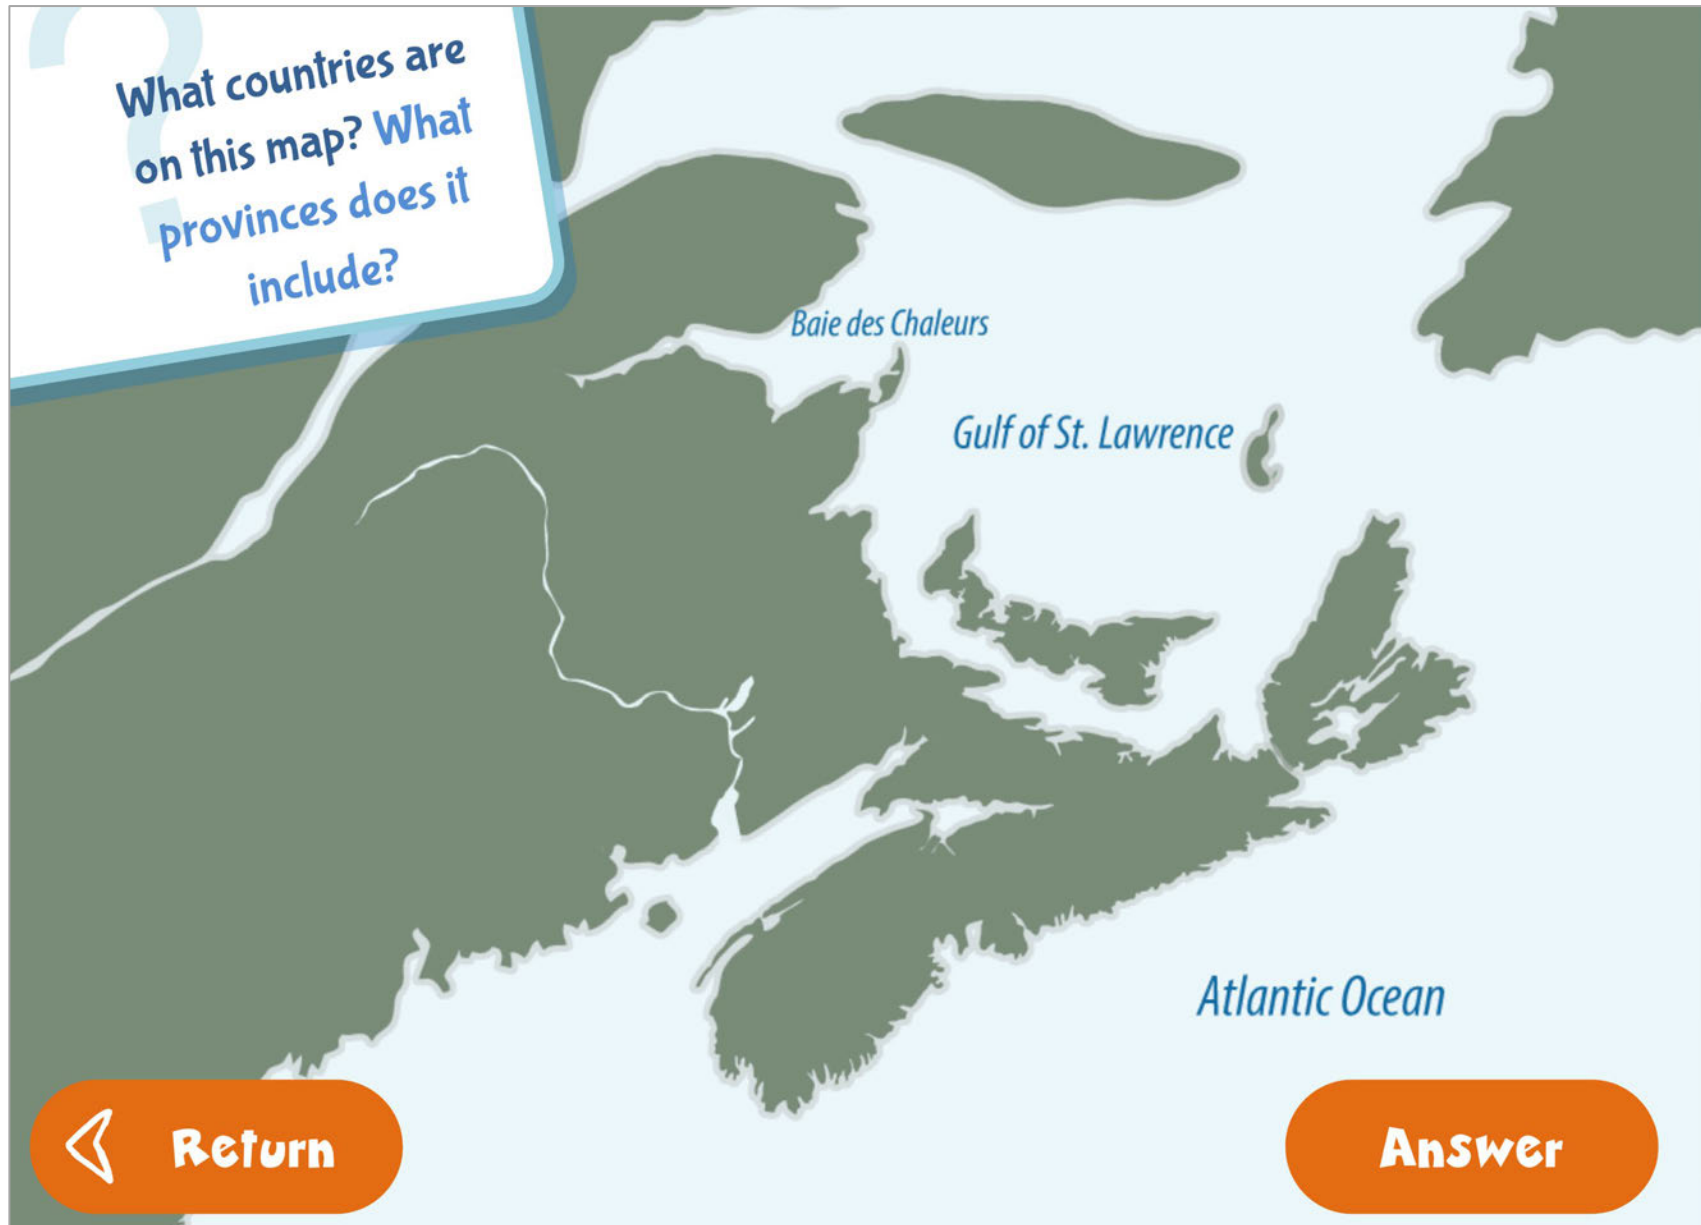 What countries are
on this map? What
provinces does it
include?
Baie des Chaleurs
Gulf of St. Lawrence
Atlantic Ocean
Return
Answer